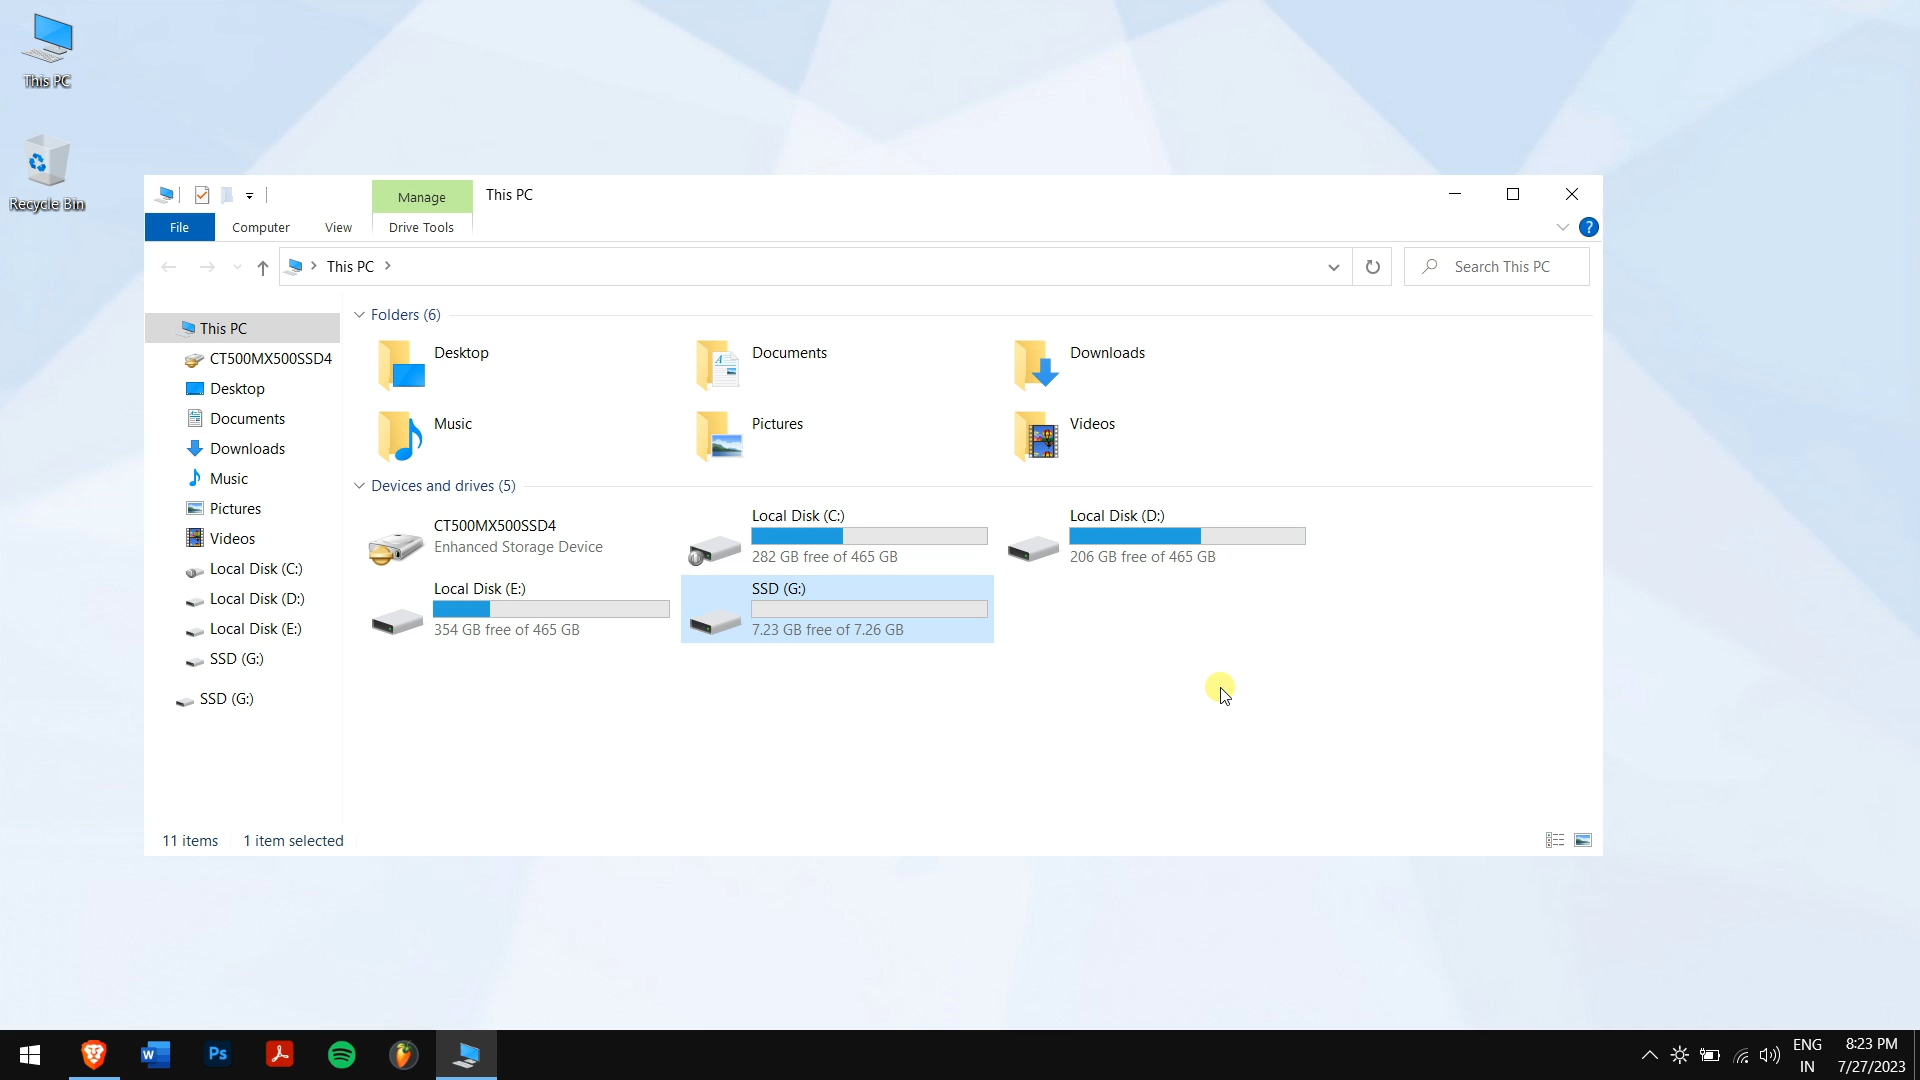 This PC
Recycle Bin
Manage
This PC
File
Computer
View
Drive Tools
?
This PC
Search This PC
This PC
CT500MX500SSD4
Desktop
Documents
Downloads
Music
Pictures
Videos
Local Disk (C:)
Local Disk (D:)
Local Disk (E:)
SSD (G:)
SSD (G:)
Folders (6)
Desktop
Documents
Downloads
Music
Pictures
Videos
Devices and drives (5)
CT500MX500SSD4
Enhanced Storage Device
Local Disk (C:)
282 GB free of 465 GB
Local Disk (D:)
206 GB free of 465 GB
Local Disk (E:)
354 GB free of 465 GB
SSD (G:)
7.23 GB free of 7.26 GB
11 items
1 item selected
W
Ps
ENG
IN
8:23 PM
7/27/2023